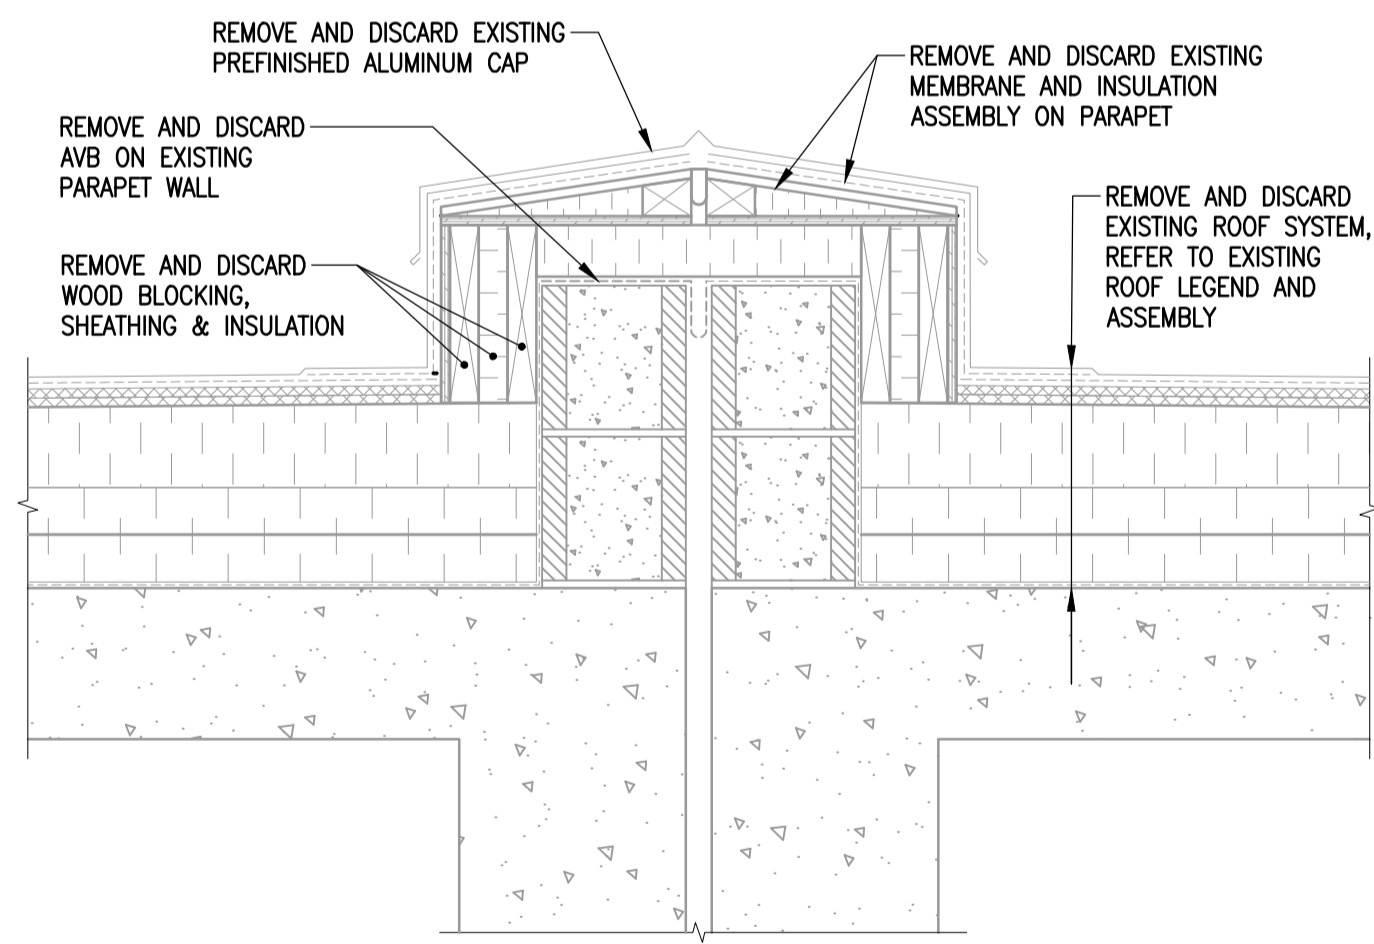 REMOVE AND DISCARD EXISTING
PREFINISHED ALUMINUM CAP
REMOVE AND DISCARD EXISTING
MEMBRANE AND INSULATION
ASSEMBLY ON PARAPET
REMOVE AND DISCARD
AVB ON EXISTING
PARAPET WALL
REMOVE AND DISCARD
EXISTING ROOF SYSTEM,
REFER TO EXISTING
ROOF LEGEND AND
ASSEMBLY
REMOVE AND DISCARD
WOOD BLOCKING,
SHEATHING & INSULATION